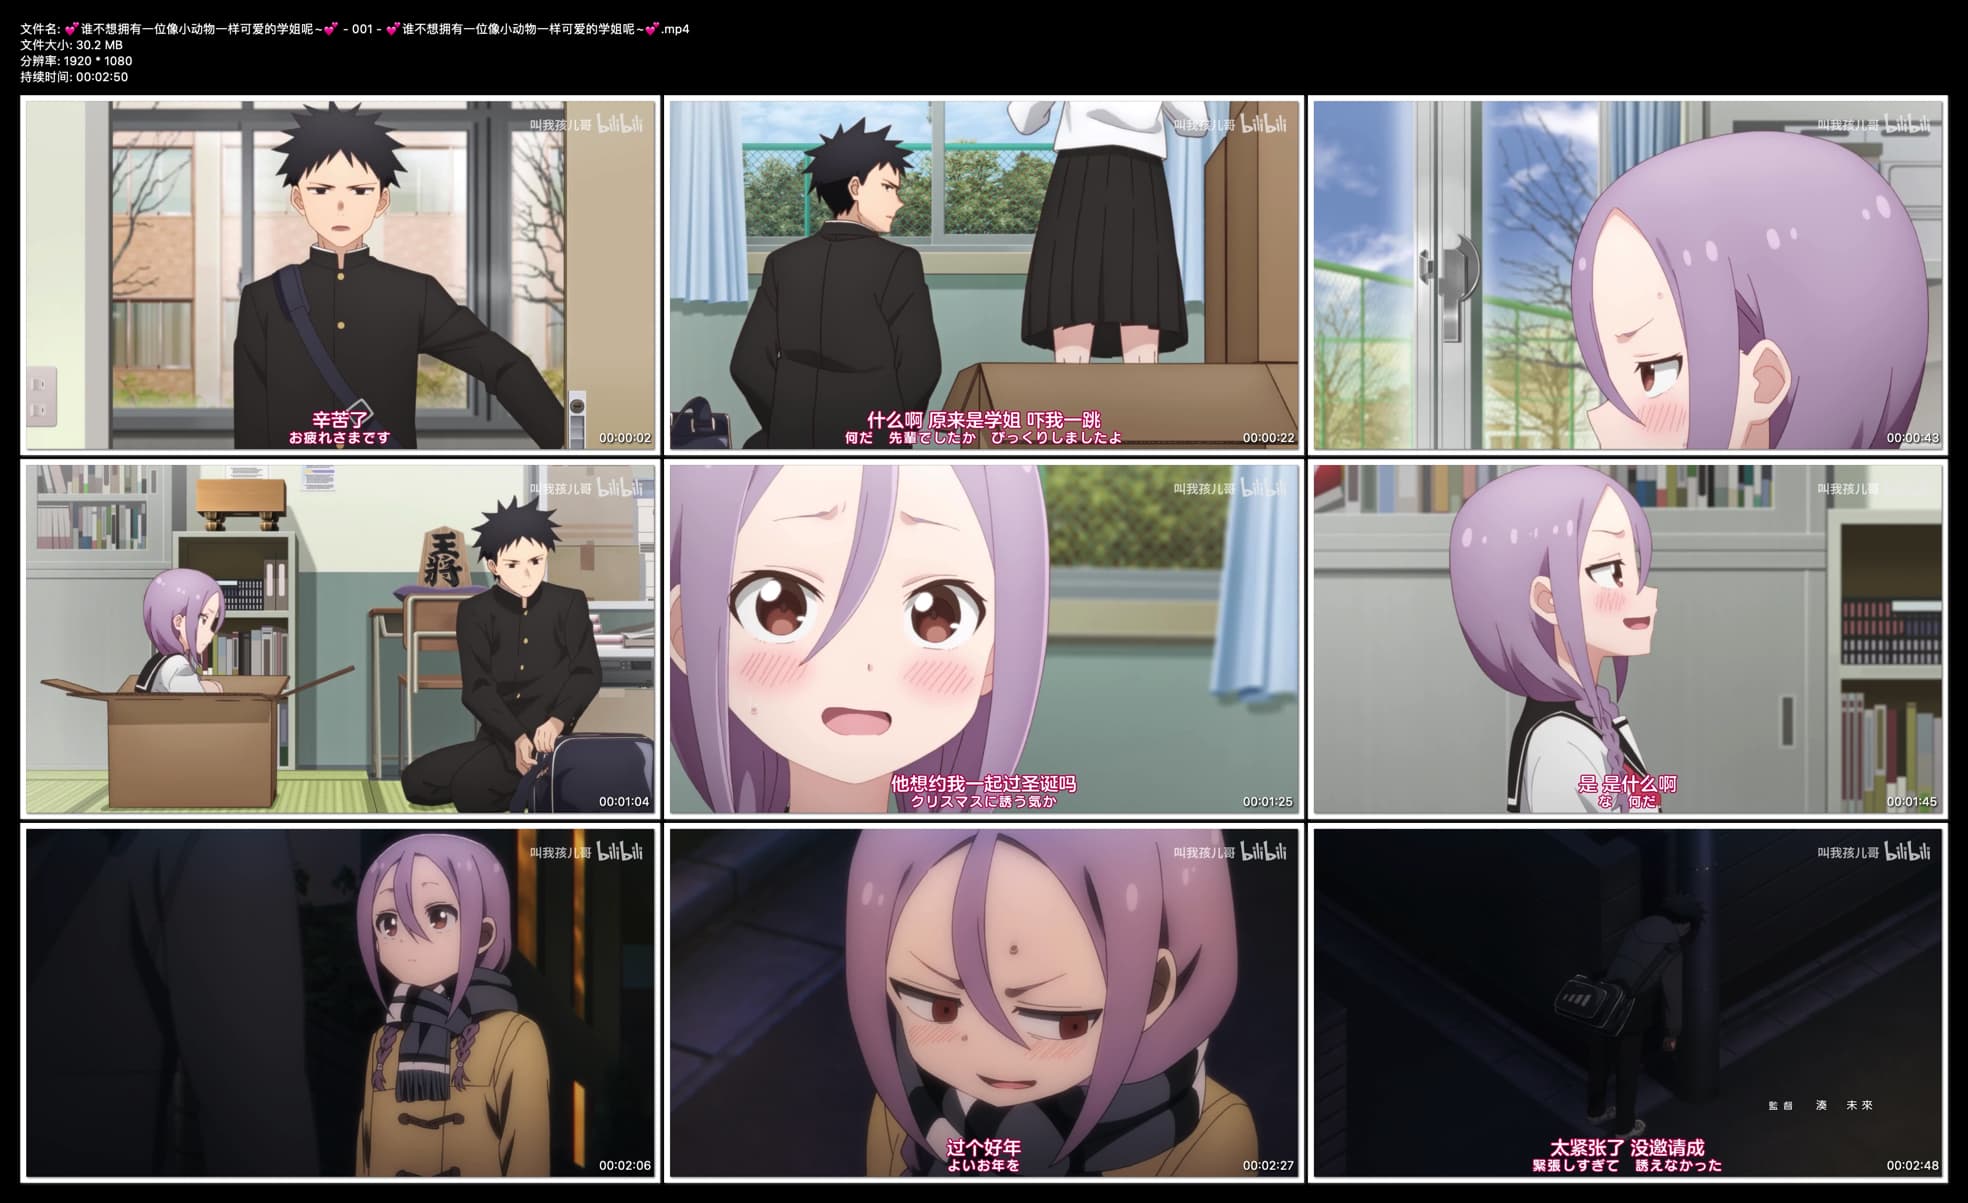 文件名: 💕谁不想拥有一位像小动物一样可爱的学姐呢~💕 - 001 - 💕谁不想拥有一位像小动物一样可爱的学姐呢~💕.mp4
文件大小: 30.2 MB
分辨率: 1920 * 1080
持续时间: 00:02:50
叫我孩儿哥 bilibili
辛苦了
お疲れさまです
00:00:02
叫我孩儿哥 bilibili
什么啊 原来是学姐 吓我一跳
何だ 先輩でしたか びっくりしましたよ
00:00:22
叫我孩儿哥 bilibili
00:00:43
叫我孩儿哥 bilibili
王将
00:01:04
叫我孩儿哥 bilibili
他想约我一起过圣诞吗
クリスマスに誘う気か
00:01:25
叫我孩儿哥
是 是什么啊
な 何だ
00:01:45
叫我孩儿哥 bilibili
00:02:06
叫我孩儿哥 bilibili
过个好年
よいお年を
00:02:27
叫我孩儿哥 bilibili
監督 湊 未來
太紧张了 没邀请成
緊張しすぎて 誘えなかった
00:02:48